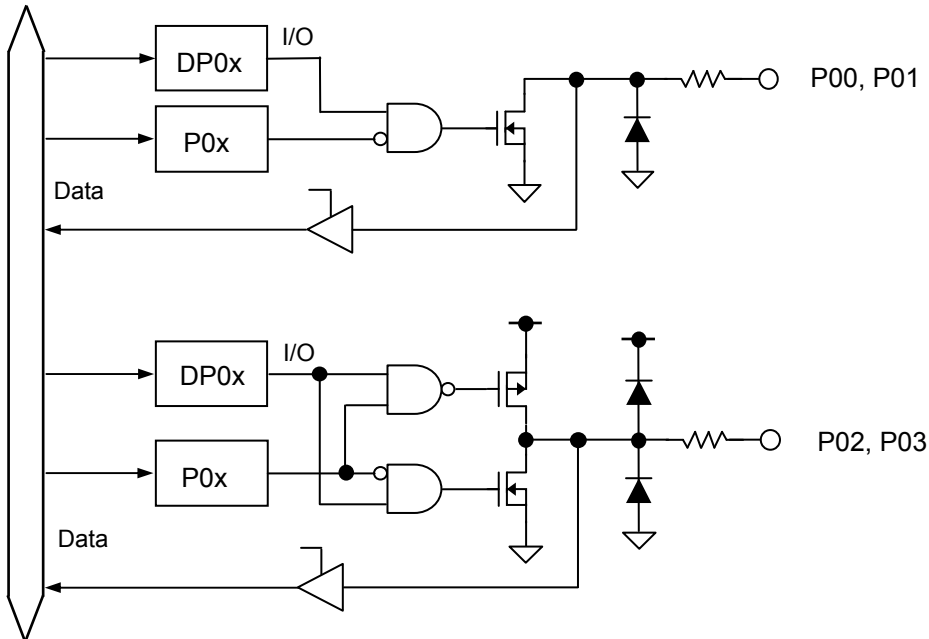 I/O
DP0x
P00, P01
P0x
Data
I/O
DP0x
P02, P03
P0x
Data